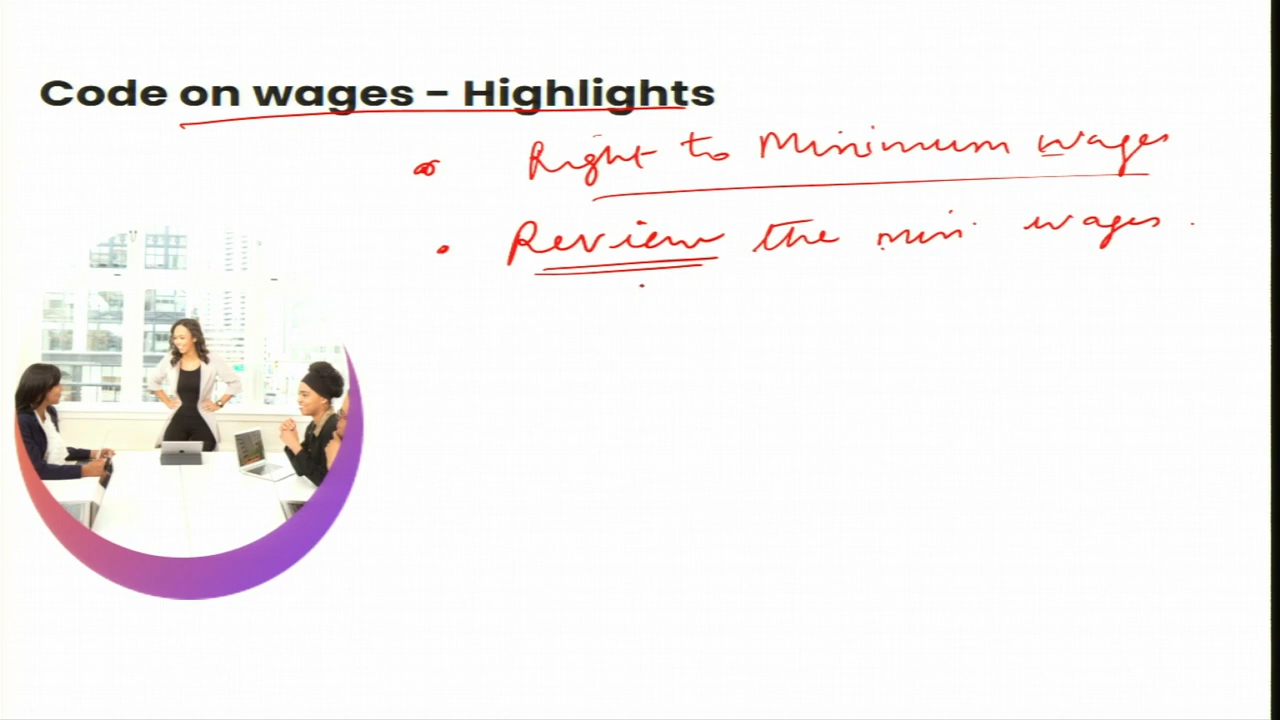 Code on wages - Highlights
• Right to Minimum wages
• Review the min. wages.